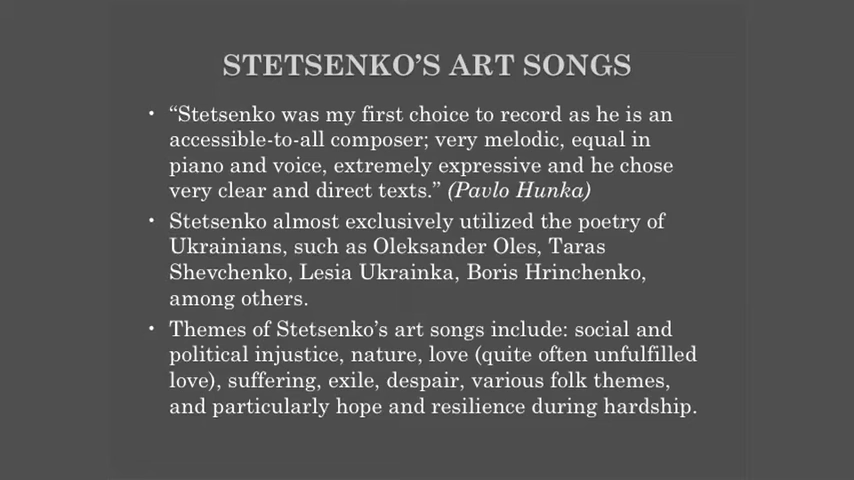 STETSENKO’S ART SONGS
• “Stetsenko was my first choice to record as he is an
accessible-to-all composer; very melodic, equal in
piano and voice, extremely expressive and he chose
very clear and direct texts.” (Pavlo Hunka)
• Stetsenko almost exclusively utilized the poetry of
Ukrainians, such as Oleksander Oles, Taras
Shevchenko, Lesia Ukrainka, Boris Hrinchenko,
among others.
• Themes of Stetsenko’s art songs include: social and
political injustice, nature, love (quite often unfulfilled
love), suffering, exile, despair, various folk themes,
and particularly hope and resilience during hardship.